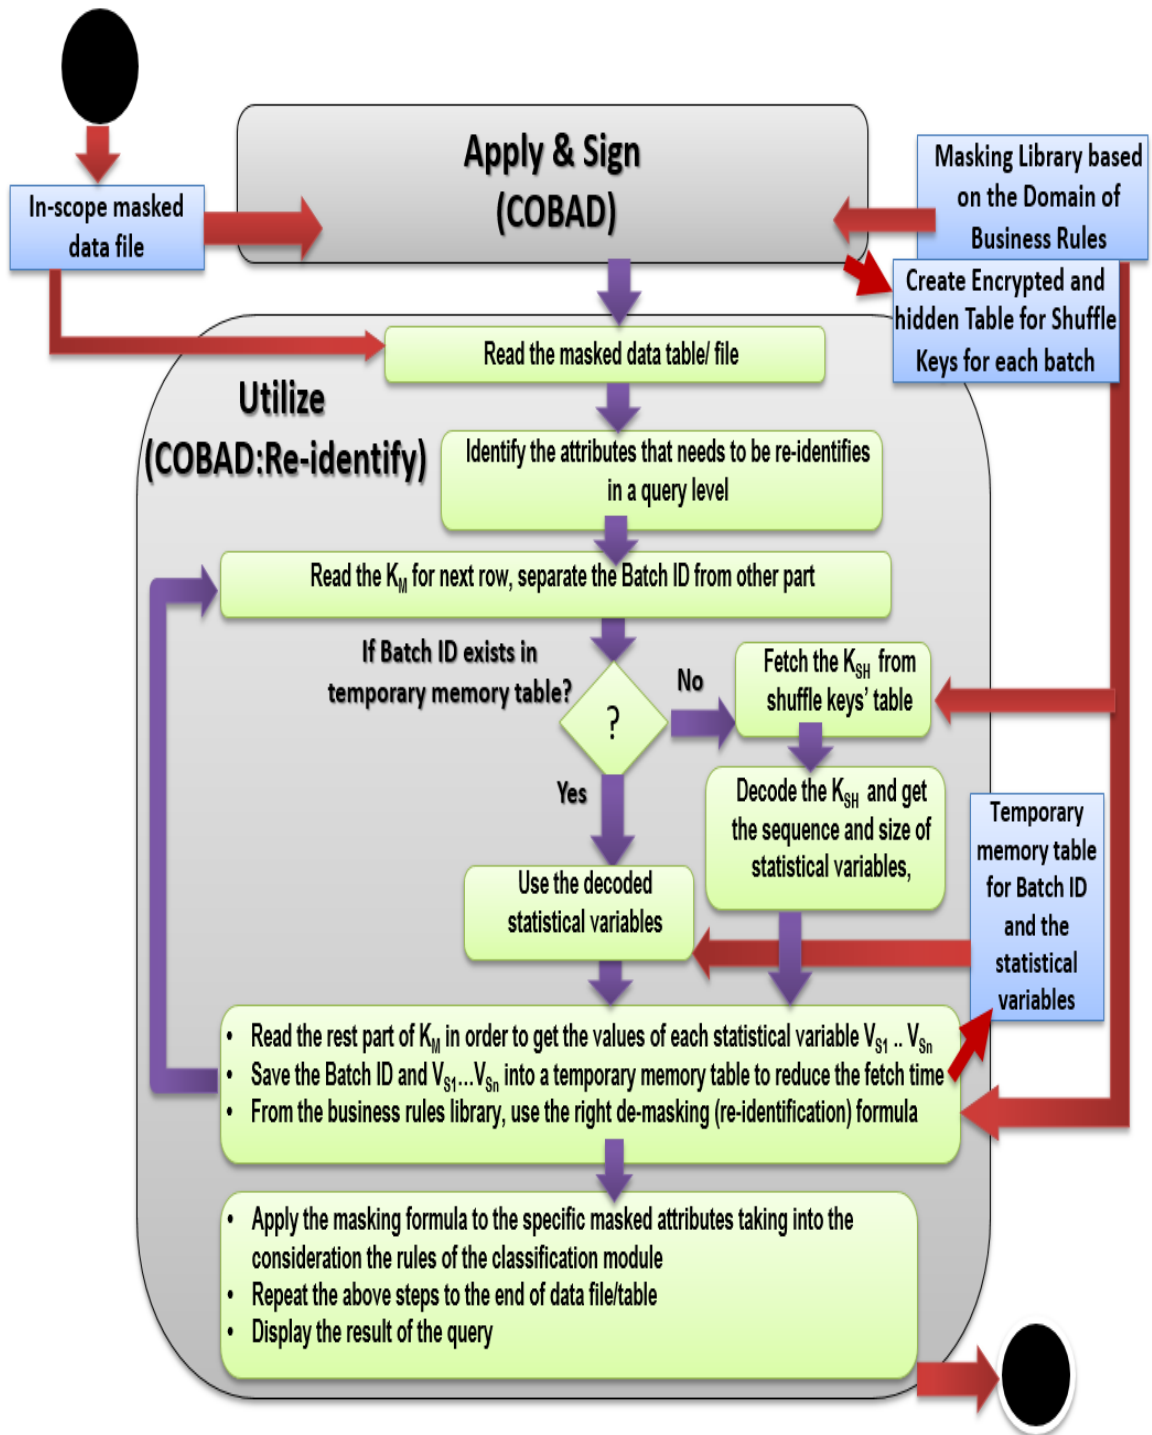 Apply & Sign
(COBAD)
In-scope masked
data file
Masking Library based
on the Domain of
Business Rules
Create Encrypted and
hidden Table for Shuffle
Keys for each batch
Utilize
(COBAD:Re-identify)
Read the masked data table/ file
Identify the attributes that needs to be re-identifies
in a query level
Read the KM for next row, separate the Batch ID from other part
If Batch ID exists in
temporary memory table?
?
No
Yes
Fetch the KSH from
shuffle keys' table
Decode the KSH and get
the sequence and size of
statistical variables,
Use the decoded
statistical variables
Temporary
memory table
for Batch ID
and the
statistical
variables
• Read the rest part of KM in order to get the values of each statistical variable VS1 .. VSn
• Save the Batch ID and VS1...VSn into a temporary memory table to reduce the fetch time
• From the business rules library, use the right de-masking (re-identification) formula
• Apply the masking formula to the specific masked attributes taking into the
consideration the rules of the classification module
• Repeat the above steps to the end of data file/table
• Display the result of the query